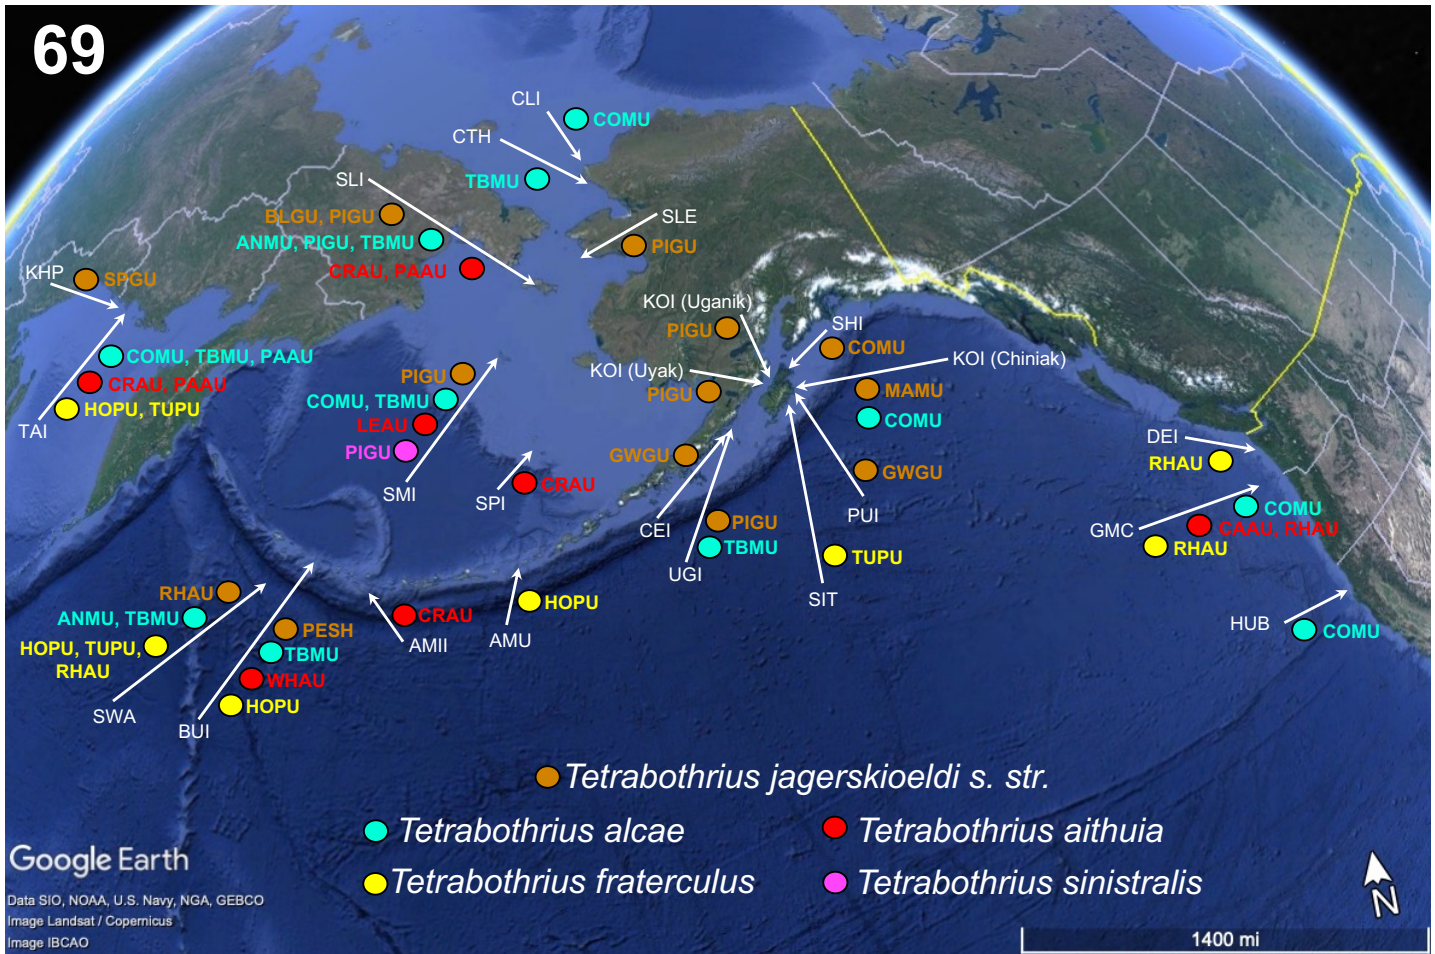 69
CLI
COMU
CTH
TBMU
SLI
BLGU, PIGU
ANMU, PIGU, TBMU
CRAU, PAAU
SLE
PIGU
KHP
SPGU
KOI (Uganik)
PIGU
SHI
COMU
KOI (Uyak)
PIGU
KOI (Chiniak)
MAMU
COMU
COMU, TBMU, PAAU
CRAU, PAAU
HOPU, TUPU
TAI
PIGU
COMU, TBMU
LEAU
PIGU
SMI
SPI
CRAU
GWGU
CEI
PIGU
TBMU
UGI
GWGU
PUI
TUPU
SIT
DEI
RHAU
COMU
GMC
CAAU, RHAU
RHAU
HUB
COMU
RHAU
ANMU, TBMU
HOPU, TUPU,
RHAU
SWA
PESH
TBMU
WHAU
HOPU
BUI
CRAU
AMII
HOPU
AMU
Tetrabothrius jagerskioeldi s. str.
Tetrabothrius alcae
Tetrabothrius aithuia
Tetrabothrius fraterculus
Tetrabothrius sinistralis
Google Earth
Data SIO, NOAA, U.S. Navy, NGA, GEBCO
Image Landsat / Copernicus
Image IBCAO
N
1400 mi